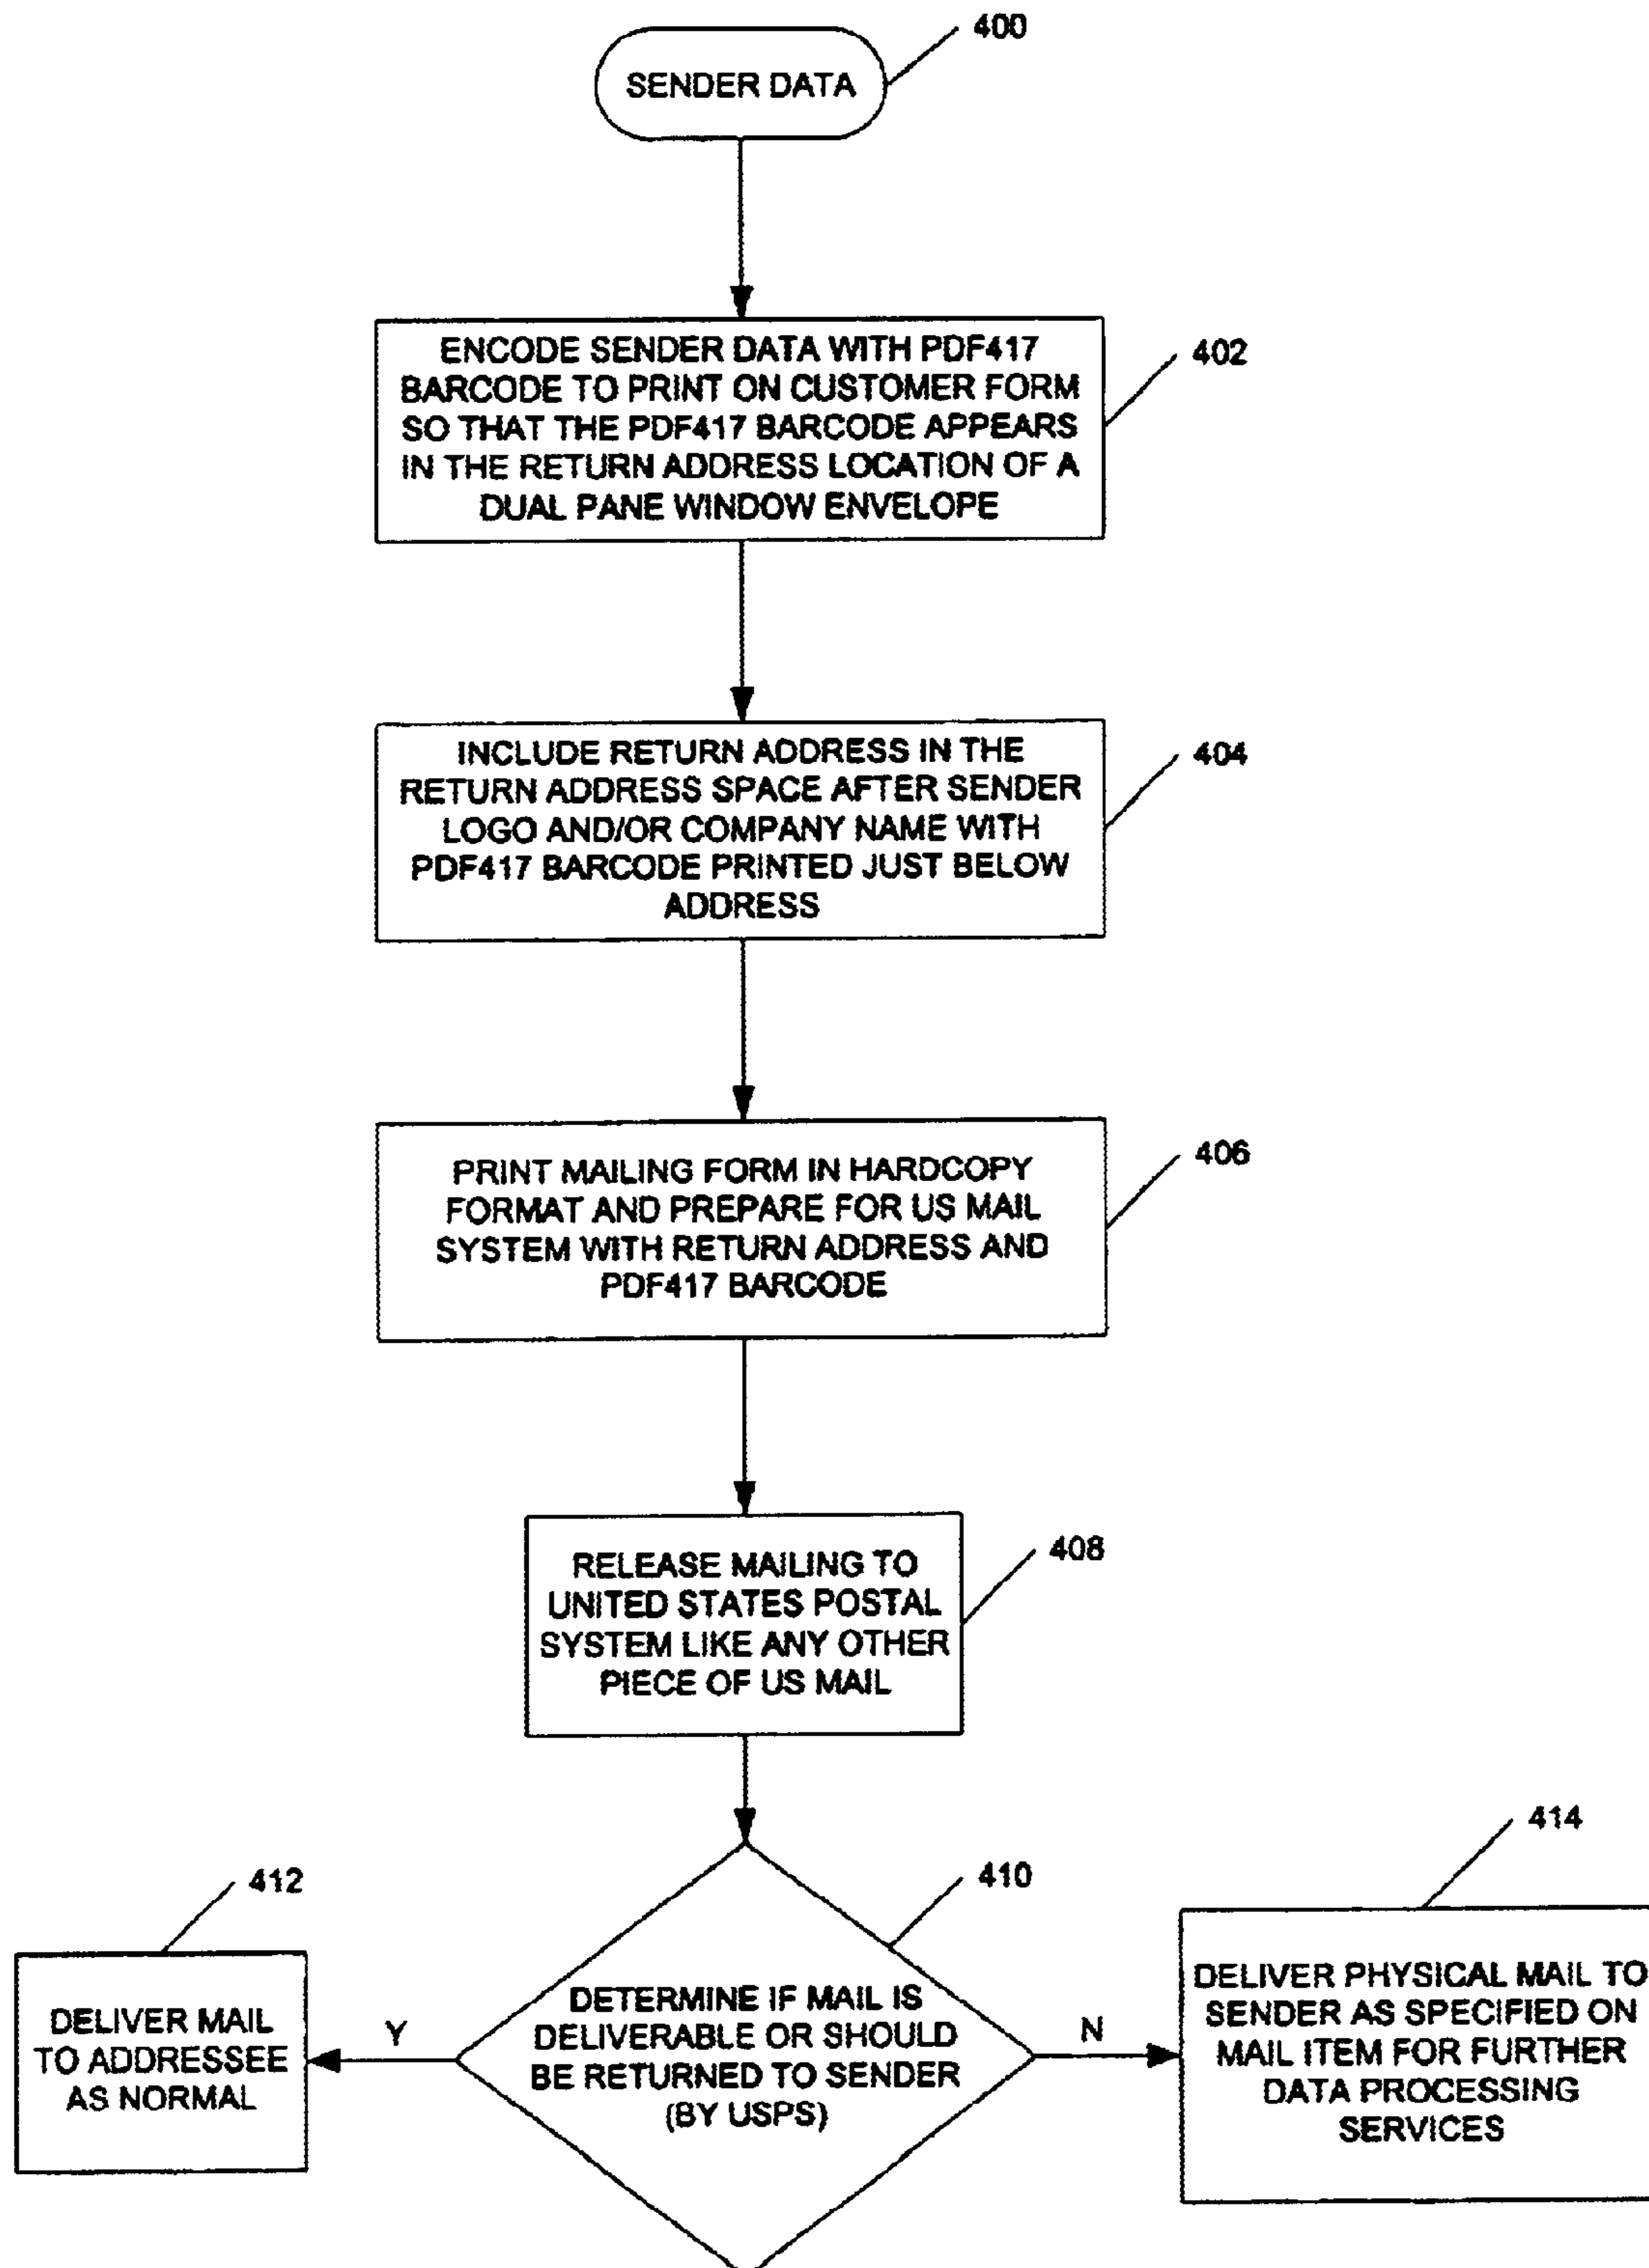 400
SENDER DATA
ENCODE SENDER DATA WITH PDF417
BARCODE TO PRINT ON CUSTOMER FORM
SO THAT THE PDF417 BARCODE APPEARS
IN THE RETURN ADDRESS LOCATION OF A
DUAL PANE WINDOW ENVELOPE
402
INCLUDE RETURN ADDRESS IN THE
RETURN ADDRESS SPACE AFTER SENDER
LOGO AND/OR COMPANY NAME WITH
PDF417 BARCODE PRINTED JUST BELOW
ADDRESS
404
PRINT MAILING FORM IN HARDCOPY
FORMAT AND PREPARE FOR US MAIL
SYSTEM WITH RETURN ADDRESS AND
PDF417 BARCODE
406
RELEASE MAILING TO
UNITED STATES POSTAL
SYSTEM LIKE ANY OTHER
PIECE OF US MAIL
408
412
DELIVER MAIL
TO ADDRESSEE
AS NORMAL
Y
410
DETERMINE IF MAIL IS
DELIVERABLE OR SHOULD
BE RETURNED TO SENDER
(BY USPS)
N
414
DELIVER PHYSICAL MAIL TO
SENDER AS SPECIFIED ON
MAIL ITEM FOR FURTHER
DATA PROCESSING
SERVICES